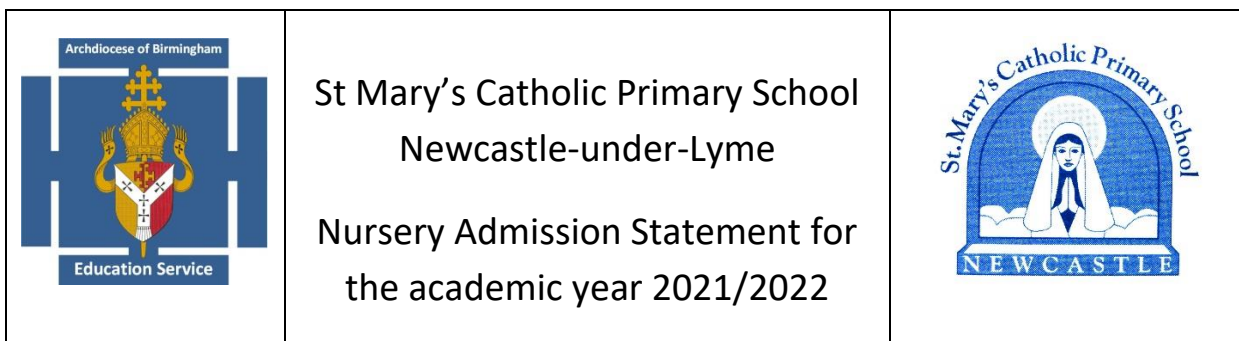 Archdiocese of Birmingham
Education Service
St Mary’s Catholic Primary School
Newcastle-under-Lyme
Nursery Admission Statement for
the academic year 2021/2022
St. Mary's Catholic Primary School
NEWCASTLE